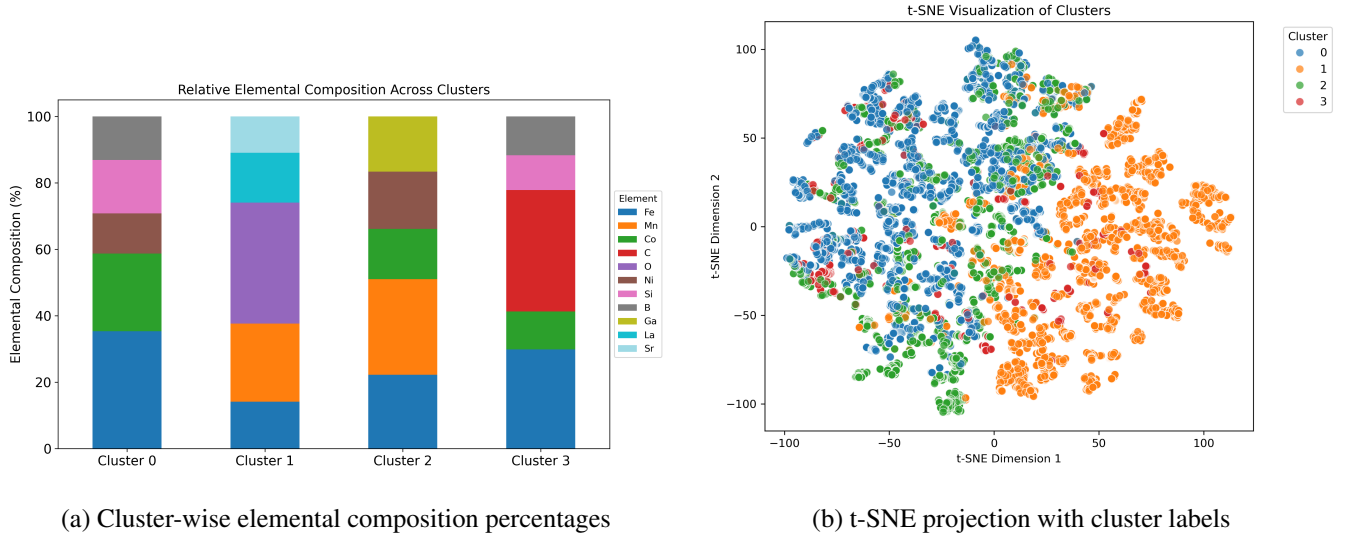 Relative Elemental Composition Across Clusters
Elemental Composition (%)
100
80
60
40
20
0
Cluster 0
Cluster 1
Cluster 2
Cluster 3
Element
Fe
Mn
Co
C
O
Ni
Si
B
Ga
La
Sr
(a) Cluster-wise elemental composition percentages
t-SNE Visualization of Clusters
t-SNE Dimension 2
100
50
0
−50
−100
−100
−50
0
50
100
t-SNE Dimension 1
Cluster
0
1
2
3
(b) t-SNE projection with cluster labels